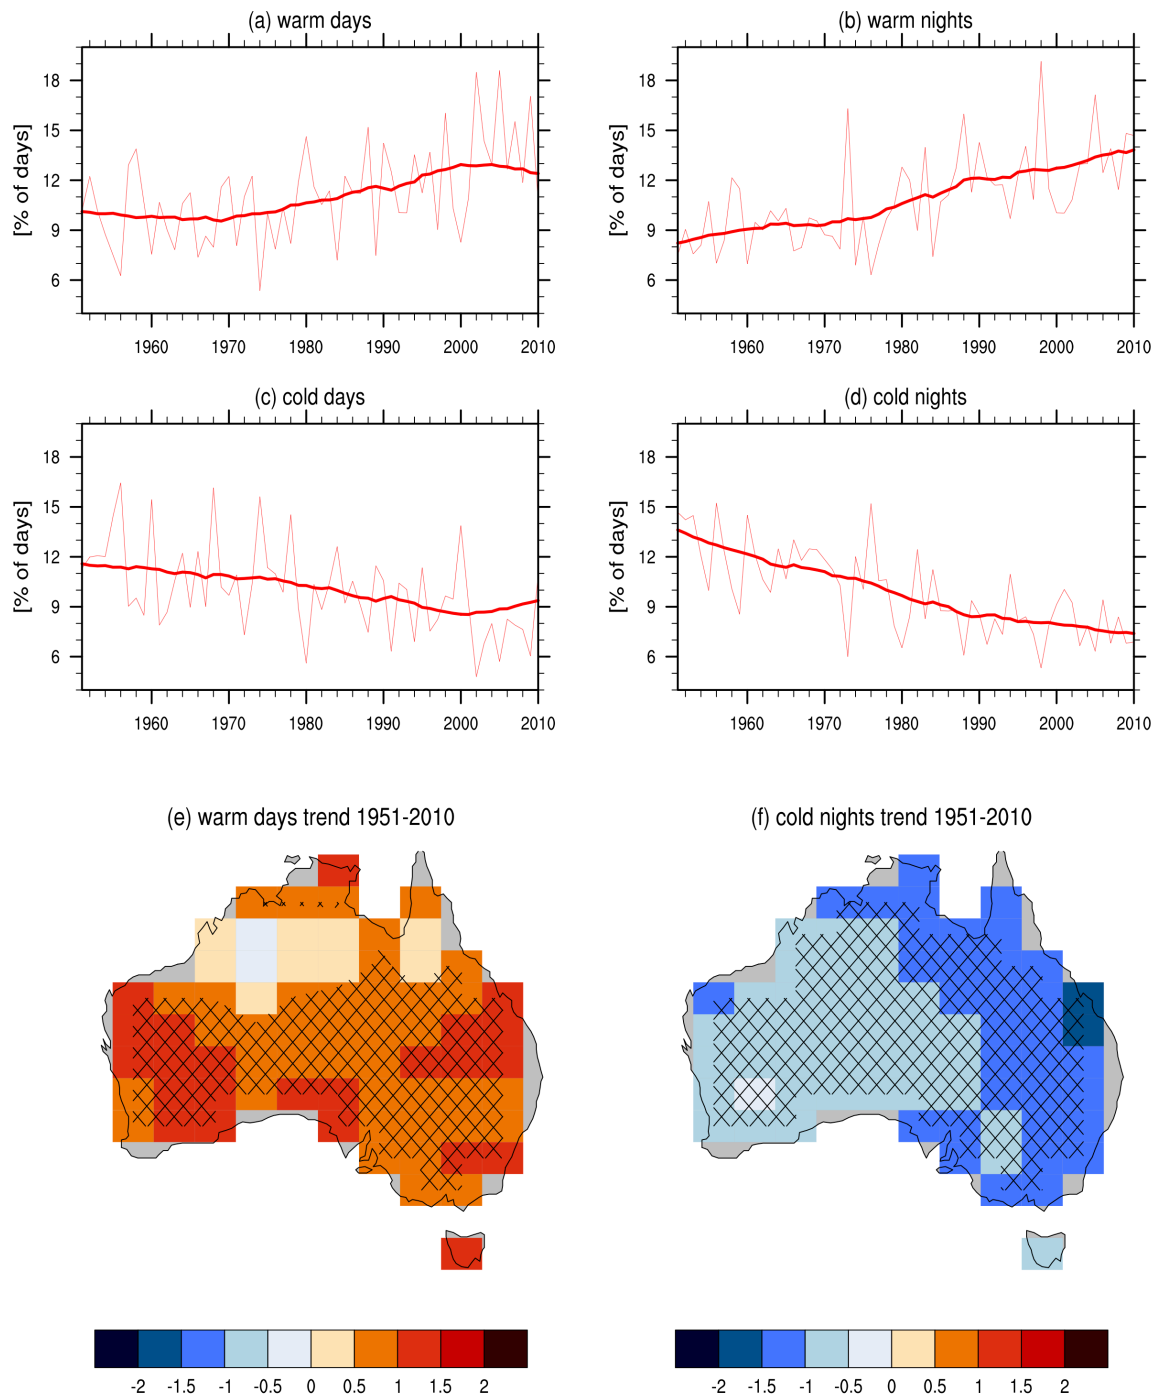 (a) warm days
(b) warm nights
[% of days]
18
15
12
9
6
1960 1970 1980 1990 2000 2010
[% of days]
18
15
12
9
6
1960 1970 1980 1990 2000 2010
(c) cold days
(d) cold nights
[% of days]
18
15
12
9
6
1960 1970 1980 1990 2000 2010
[% of days]
18
15
12
9
6
1960 1970 1980 1990 2000 2010
(e) warm days trend 1951-2010
(f) cold nights trend 1951-2010
-2 -1.5 -1 -0.5 0 0.5 1 1.5 2
-2 -1.5 -1 -0.5 0 0.5 1 1.5 2